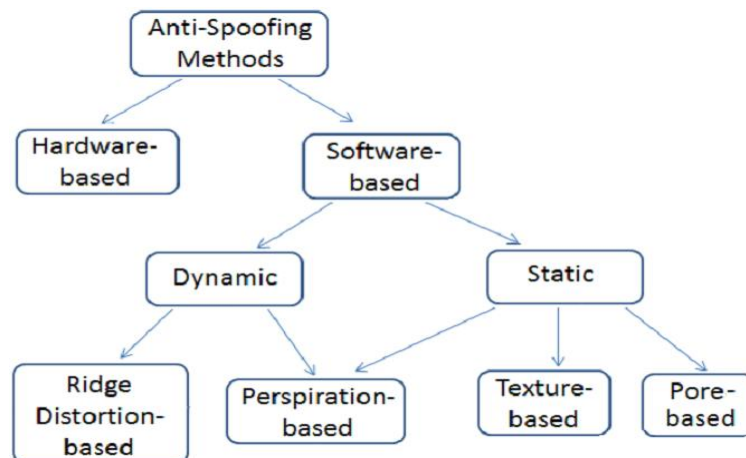 Anti-Spoofing
Methods
Hardware-
based
Software-
based
Dynamic
Static
Ridge
Distortion-
based
Perspiration-
based
Texture-
based
Pore-
based